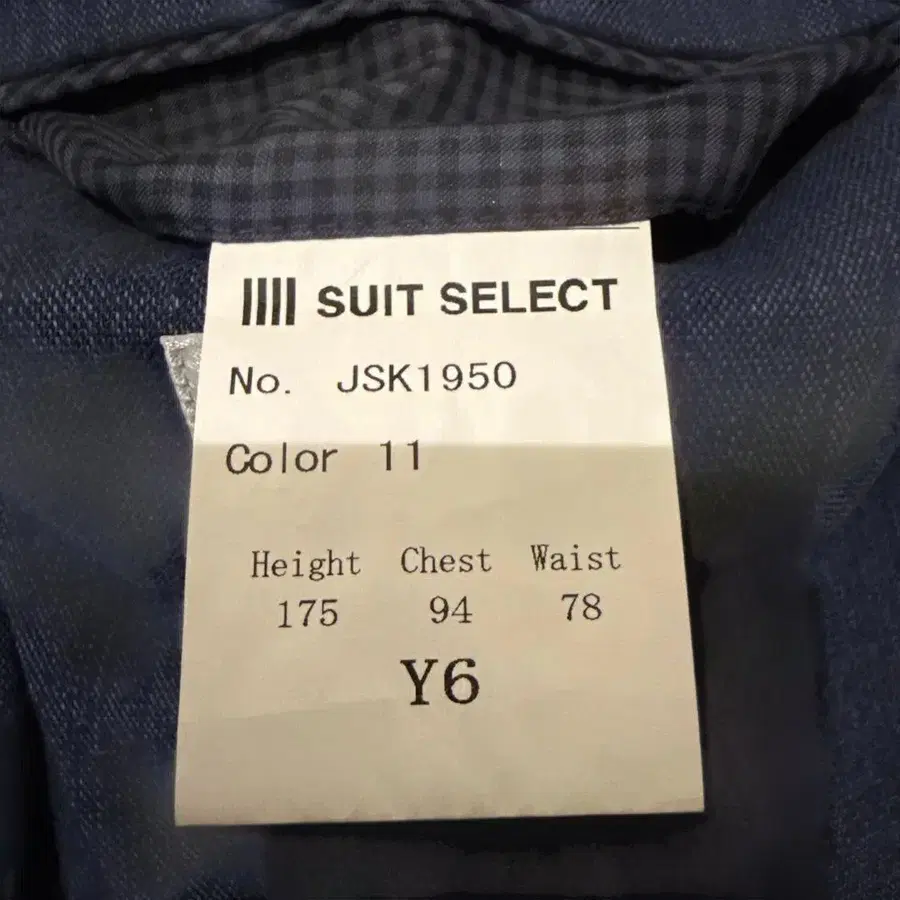 SUIT SELECT
No. JSK1950
Color 11
Height Chest Waist
175 94 78
Y6